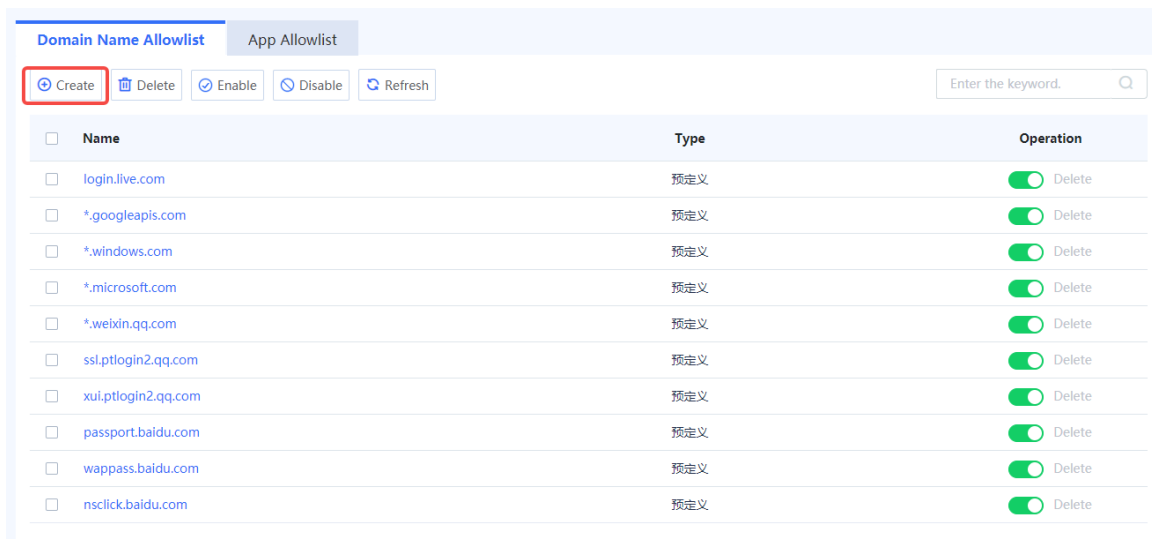 Domain Name Allowlist App Allowlist
Create Delete Enable Disable Refresh Enter the keyword.
Name Type Operation
login.live.com 预定义 Delete
*.googleapis.com 预定义 Delete
*.windows.com 预定义 Delete
*.microsoft.com 预定义 Delete
*.weixin.qq.com 预定义 Delete
ssl.ptlogin2.qq.com 预定义 Delete
xui.ptlogin2.qq.com 预定义 Delete
passport.baidu.com 预定义 Delete
wappass.baidu.com 预定义 Delete
nsclick.baidu.com 预定义 Delete